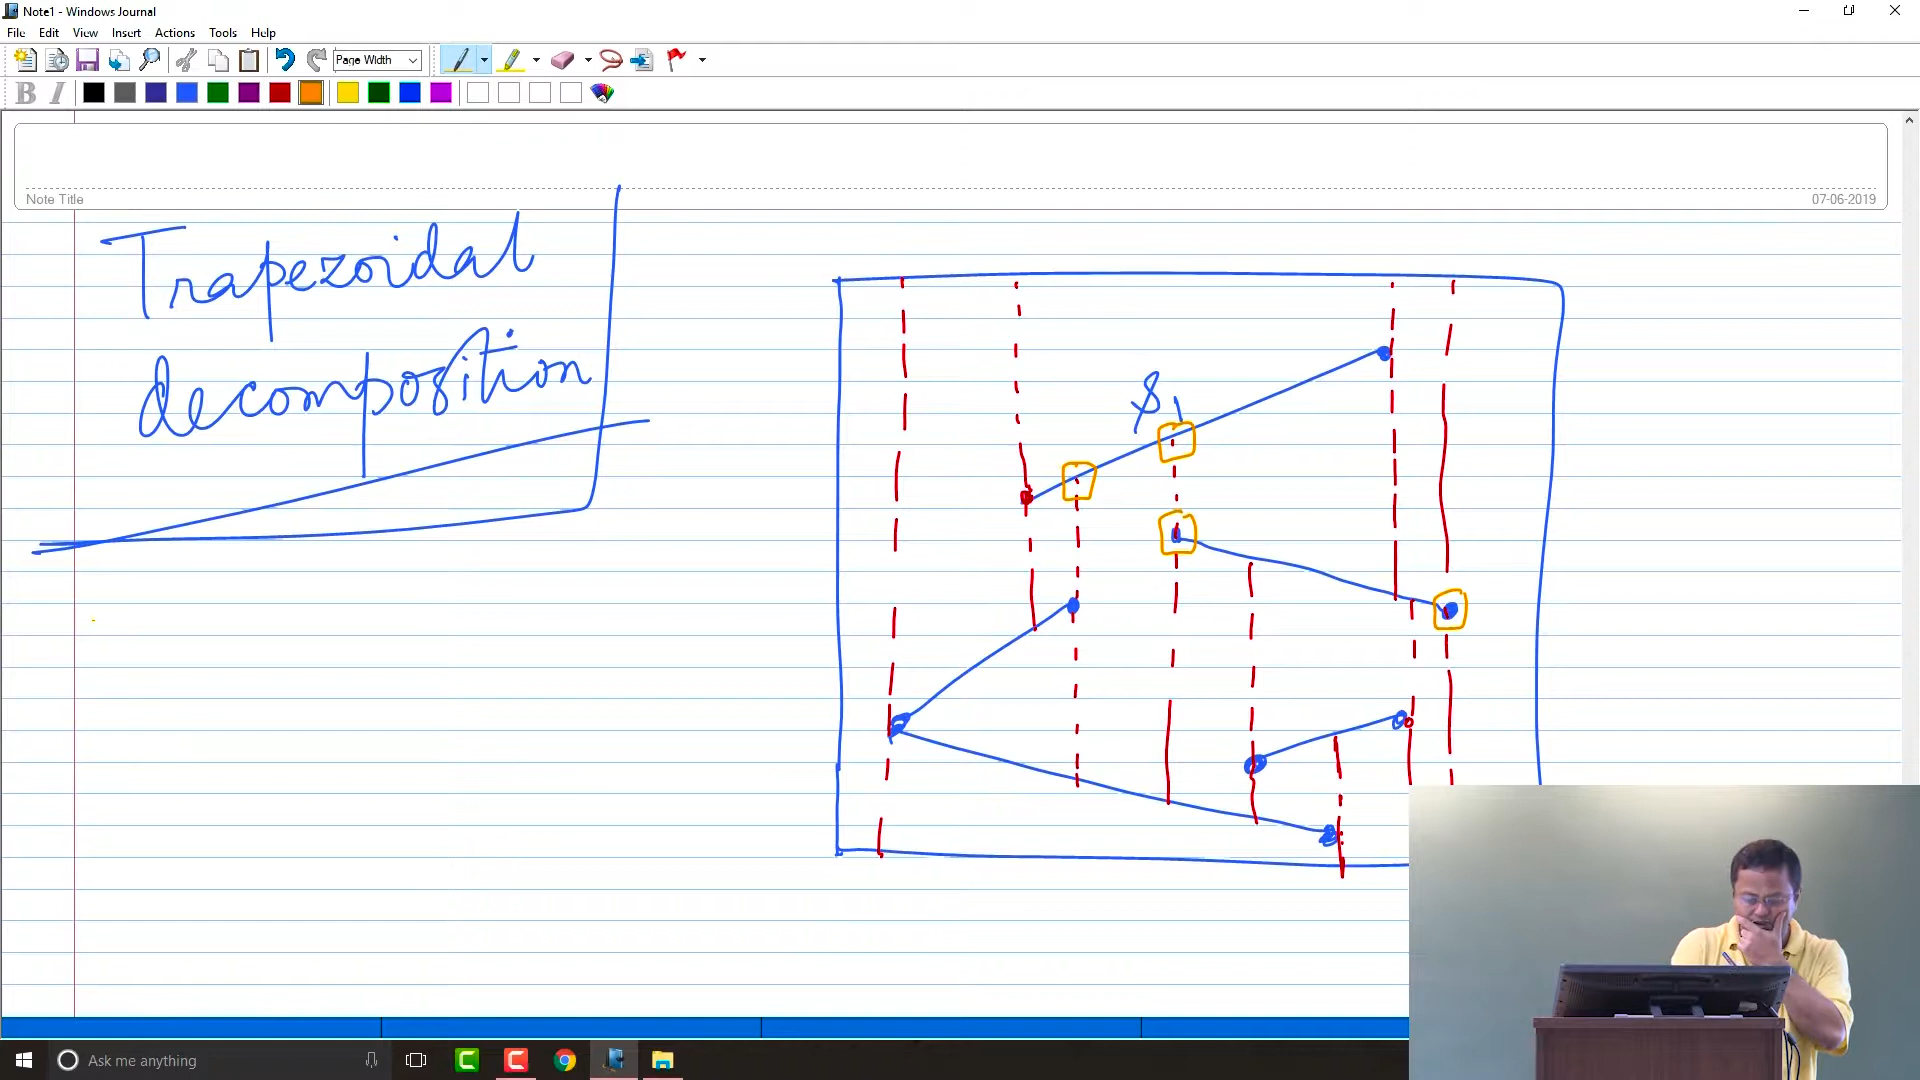 Note1 - Windows Journal
File Edit View Insert Actions Tools Help
Page Width
B I
Note Title
07-06-2019
Trapezoidal
decomposition
S1
Ask me anything